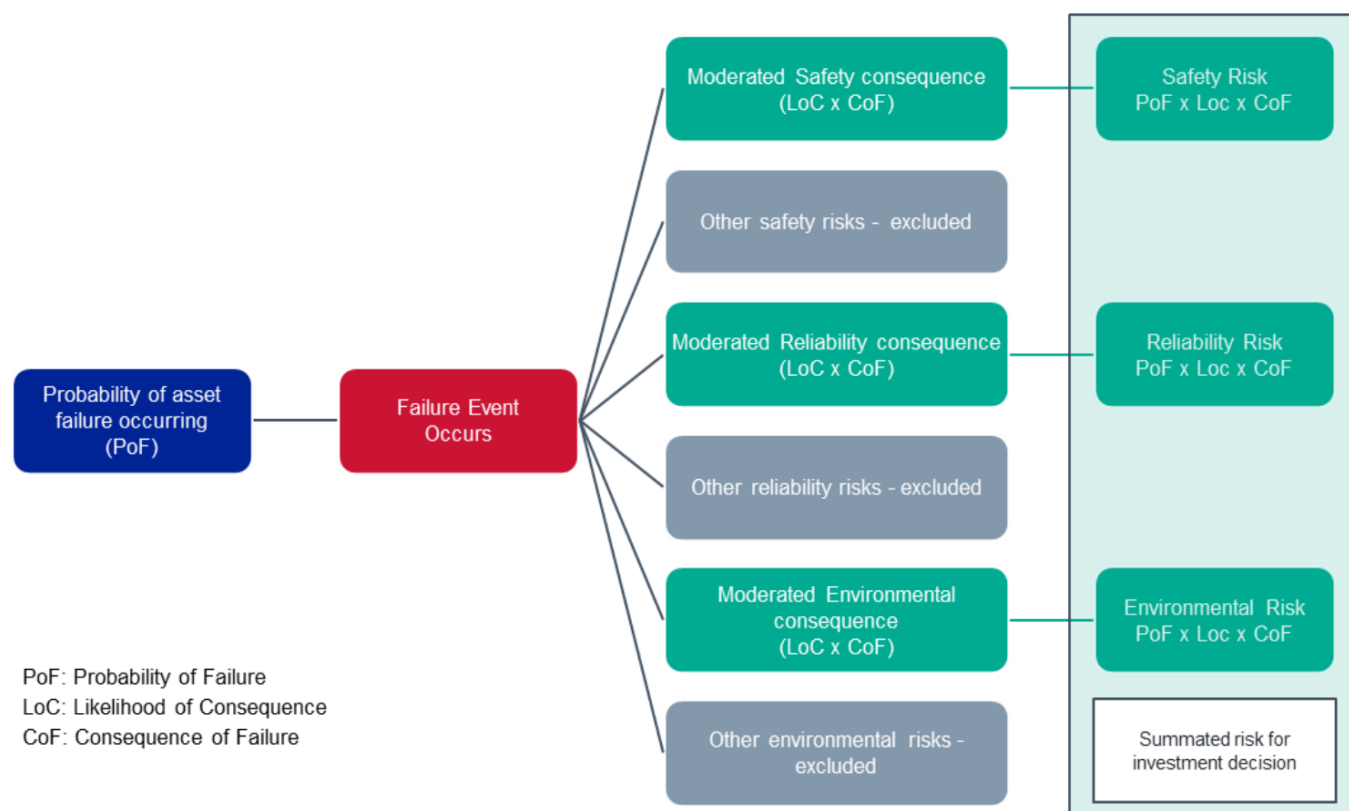 Probability of asset
failure occurring
(PoF)
Failure Event
Occurs
Moderated Safety consequence
(LoC x CoF)
Safety Risk
PoF x Loc x CoF
Other safety risks - excluded
Moderated Reliability consequence
(LoC x CoF)
Reliability Risk
PoF x Loc x CoF
Other reliability risks - excluded
Moderated Environmental
consequence
(LoC x CoF)
Environmental Risk
PoF x Loc x CoF
Other environmental risks -
excluded
Summated risk for
investment decision
PoF: Probability of Failure
LoC: Likelihood of Consequence
CoF: Consequence of Failure